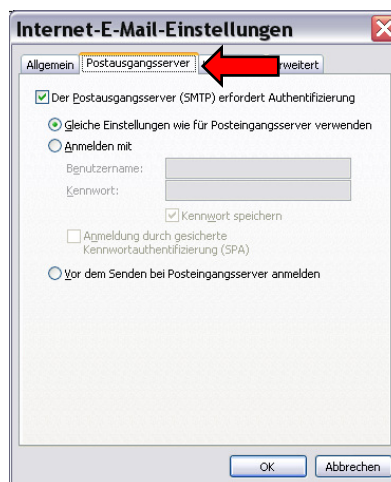 Internet-E-Mail-Einstellungen
Allgemein Postausgangsserver
Der Postausgangsserver (SMTP) erfordert Authentifizierung
Gleiche Einstellungen wie für Posteingangsserver verwenden
Anmelden mit
Benutzername:
Kennwort:
Kennwort speichern
Anmeldung durch gesicherte
Kennwortauthentifizierung (SPA)
Vor dem Senden bei Posteingangsserver anmelden
OK Abbrechen